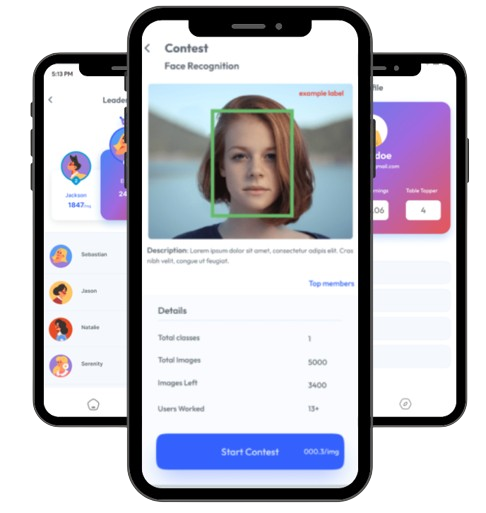 5:13 PM
Leade
Jackson
1847/mg
24
Sebastian
Jason
Natalie
Serenity
Contest
Face Recognition
example label
Description: Lorem ipsum dolor sit amet, consectetur adipis elit. Cras
nibh velit, congue ut feugiat.
Top members
Details
Total classes 1
Total Images 5000
Images Left 3400
Users Worked 13+
Start Contest 000.3/img
file
doe
mail.com
nings Table Topper
.06 4